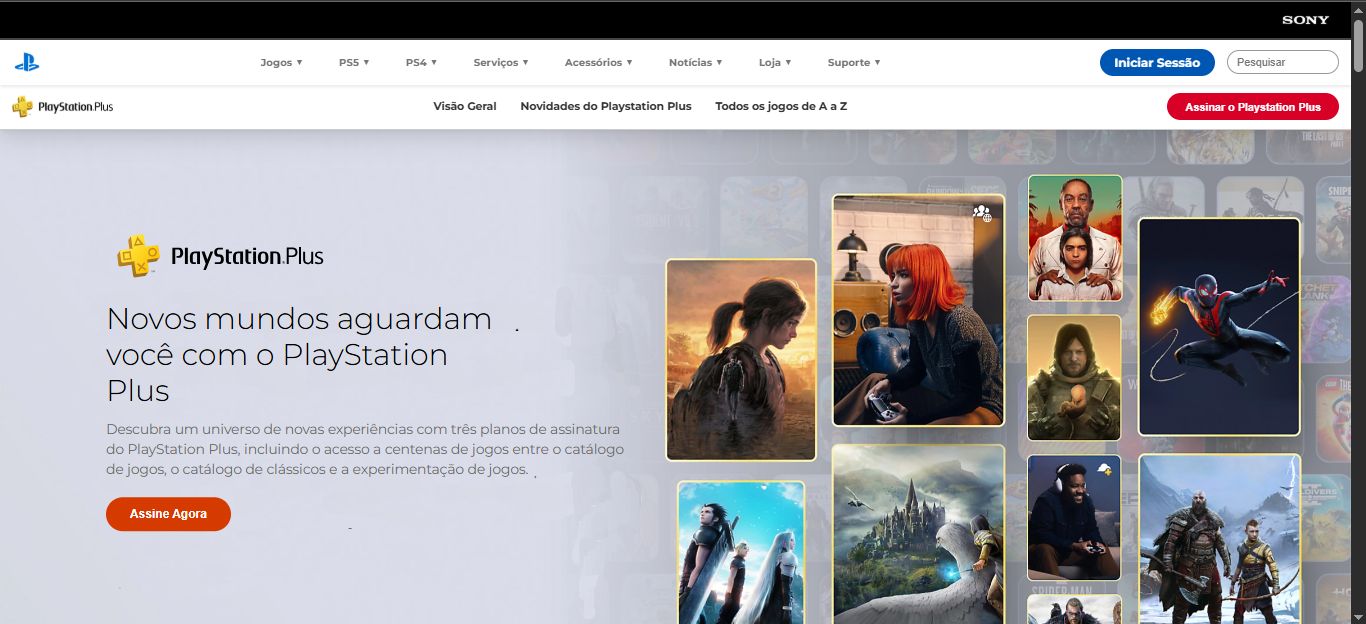 SONY
Jogos ▼ PS5 ▼ PS4 ▼ Serviços ▼ Acessórios ▼ Notícias ▼ Loja ▼ Suporte ▼ Iniciar Sessão Pesquisar
PlayStation.Plus Visão Geral Novidades do Playstation Plus Todos os jogos de A a Z Assinar o Playstation Plus
PlayStation.Plus
Novos mundos aguardam
você com o PlayStation
Plus
Descubra um universo de novas experiências com três planos de assinatura
do PlayStation Plus, incluindo o acesso a centenas de jogos entre o catálogo
de jogos, o catálogo de clássicos e a experimentação de jogos.
Assine Agora
SPIDER-MAN